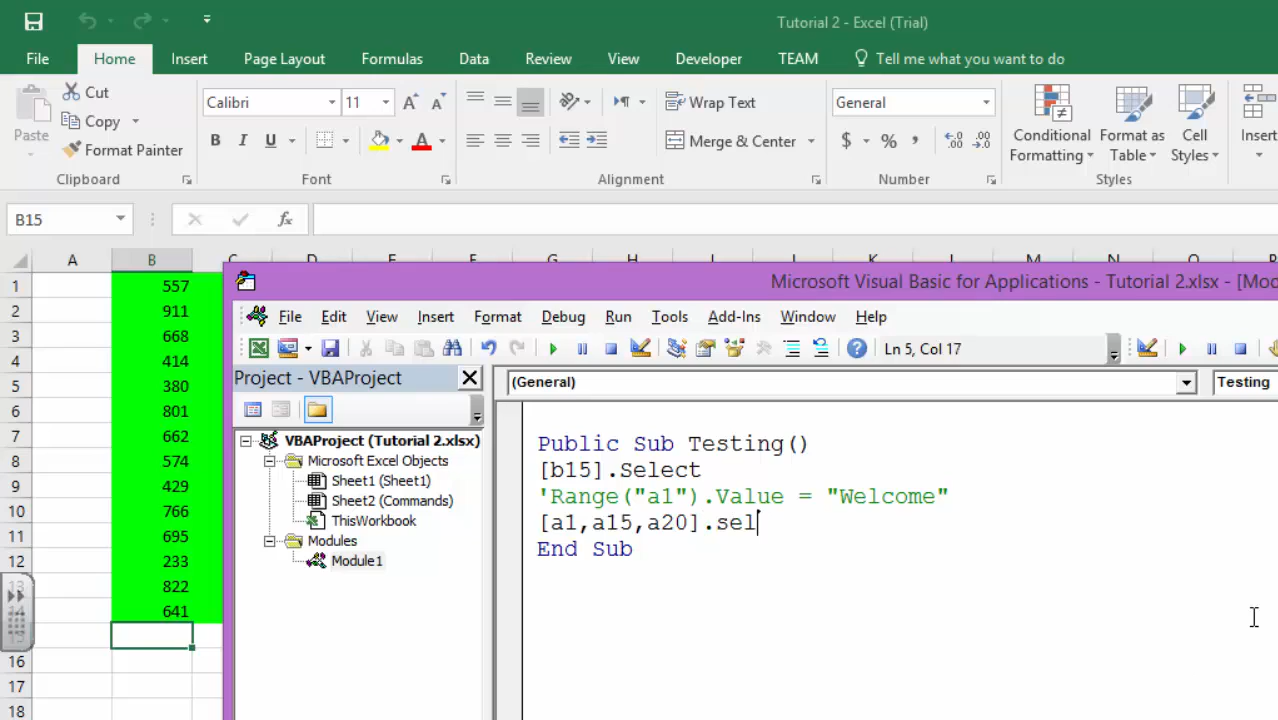 Tutorial 2 - Excel (Trial)
File Home Insert Page Layout Formulas Data Review View Developer TEAM Tell me what you want to do
Cut
Copy
Format Painter
Paste
Clipboard
Calibri 11
B I U
Font
Wrap Text
Merge & Center
Alignment
General
$ % ,
Number
Conditional Formatting
Format as Table
Cell Styles
Styles
Insert
B15
fx
A B C D E F G H I J K L M N O P
1 557
2 911
3 668
4 414
5 380
6 801
7 662
8 574
9 429
10 766
11 695
12 233
13 822
14 641
15
16
17
18
Microsoft Visual Basic for Applications - Tutorial 2.xlsx - [Mod
File Edit View Insert Format Debug Run Tools Add-Ins Window Help
Ln 5, Col 17
Project - VBAProject
VBAProject (Tutorial 2.xlsx)
Microsoft Excel Objects
Sheet1 (Sheet1)
Sheet2 (Commands)
ThisWorkbook
Modules
Module1
(General) Testing
Public Sub Testing()
[b15].Select
'Range("a1").Value = "Welcome"
[a1,a15,a20].sel
End Sub